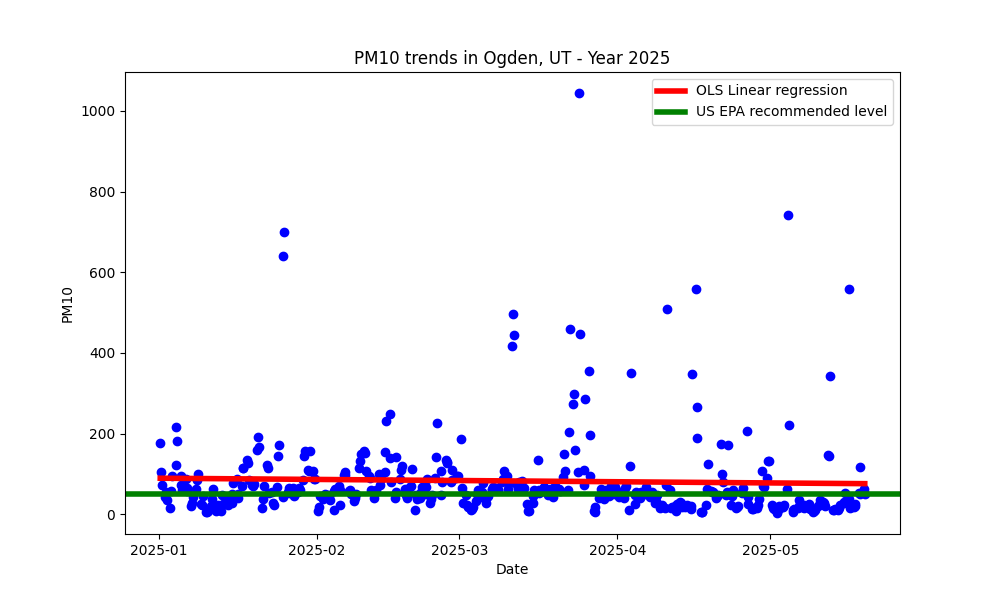 PM10 trends in Ogden, UT - Year 2025
OLS Linear regression
US EPA recommended level
1000
800
600
400
200
0
PM10
2025-01
2025-02
2025-03
2025-04
2025-05
Date